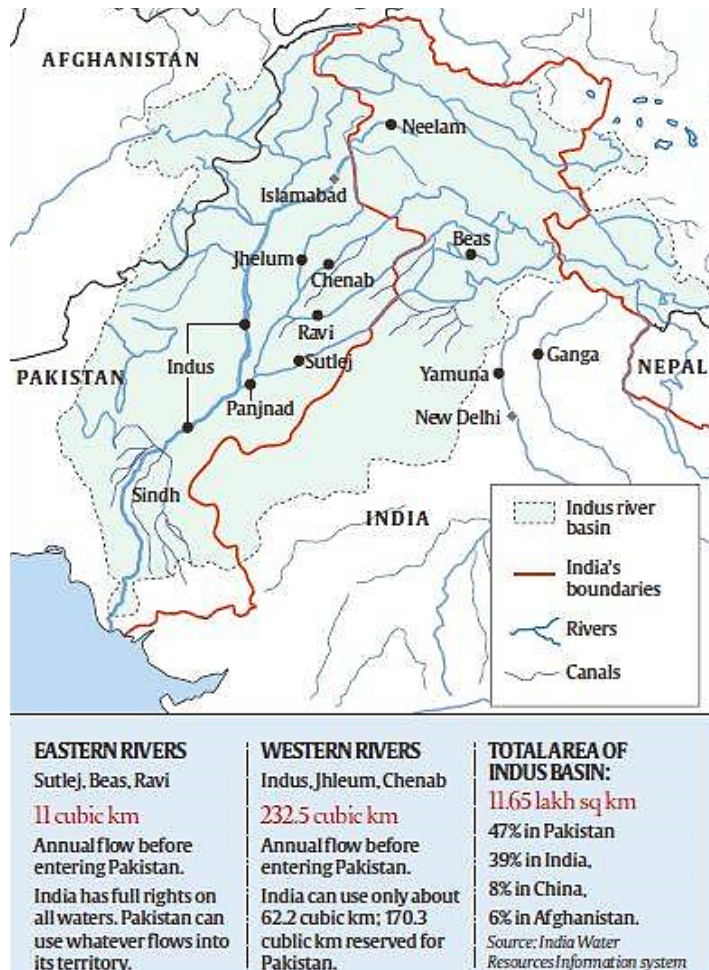 AFGHANISTAN
Neelam
Islamabad
Beas
Jhelum
Chenab
Ravi
Indus
Sutlej
Ganga
PAKISTAN
NEPAL
Yamuna
Panjnad
New Delhi
Sindh
INDIA
Indus river
basin
India's
boundaries
Rivers
Canals
EASTERN RIVERS
Sutlej, Beas, Ravi
11 cubic km
Annual flow before
entering Pakistan.
India has full rights on
all waters. Pakistan can
use whatever flows into
its territory.
WESTERN RIVERS
Indus, Jhleum, Chenab
232.5 cubic km
Annual flow before
entering Pakistan.
India can use only about
62.2 cubic km; 170.3
cublic km reserved for
Pakistan.
TOTAL AREA OF
INDUS BASIN:
11.65 lakh sq km
47% in Pakistan
39% in India,
8% in China,
6% in Afghanistan.
Source: India Water
Resources Information system